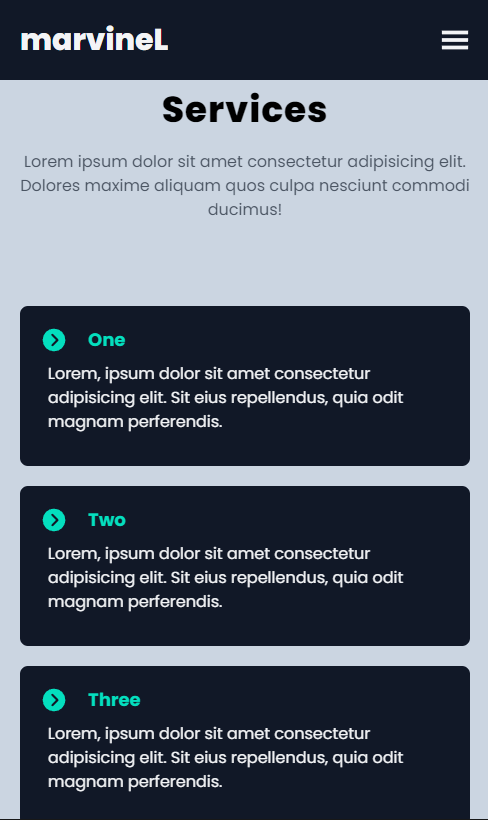 marvineL
Services
Lorem ipsum dolor sit amet consectetur adipisicing elit.
Dolores maxime aliquam quos culpa nesciunt commodi
ducimus!
One
Lorem, ipsum dolor sit amet consectetur
adipisicing elit. Sit eius repellendus, quia odit
magnam perferendis.
Two
Lorem, ipsum dolor sit amet consectetur
adipisicing elit. Sit eius repellendus, quia odit
magnam perferendis.
Three
Lorem, ipsum dolor sit amet consectetur
adipisicing elit. Sit eius repellendus, quia odit
magnam perferendis.